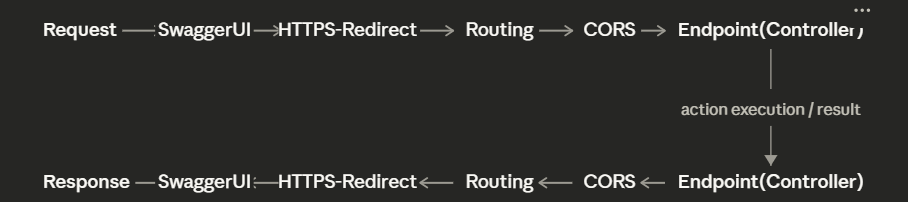 Request SwaggerUI HTTPS-Redirect Routing CORS Endpoint(Controller)
action execution / result
Response SwaggerUI HTTPS-Redirect Routing CORS Endpoint(Controller)